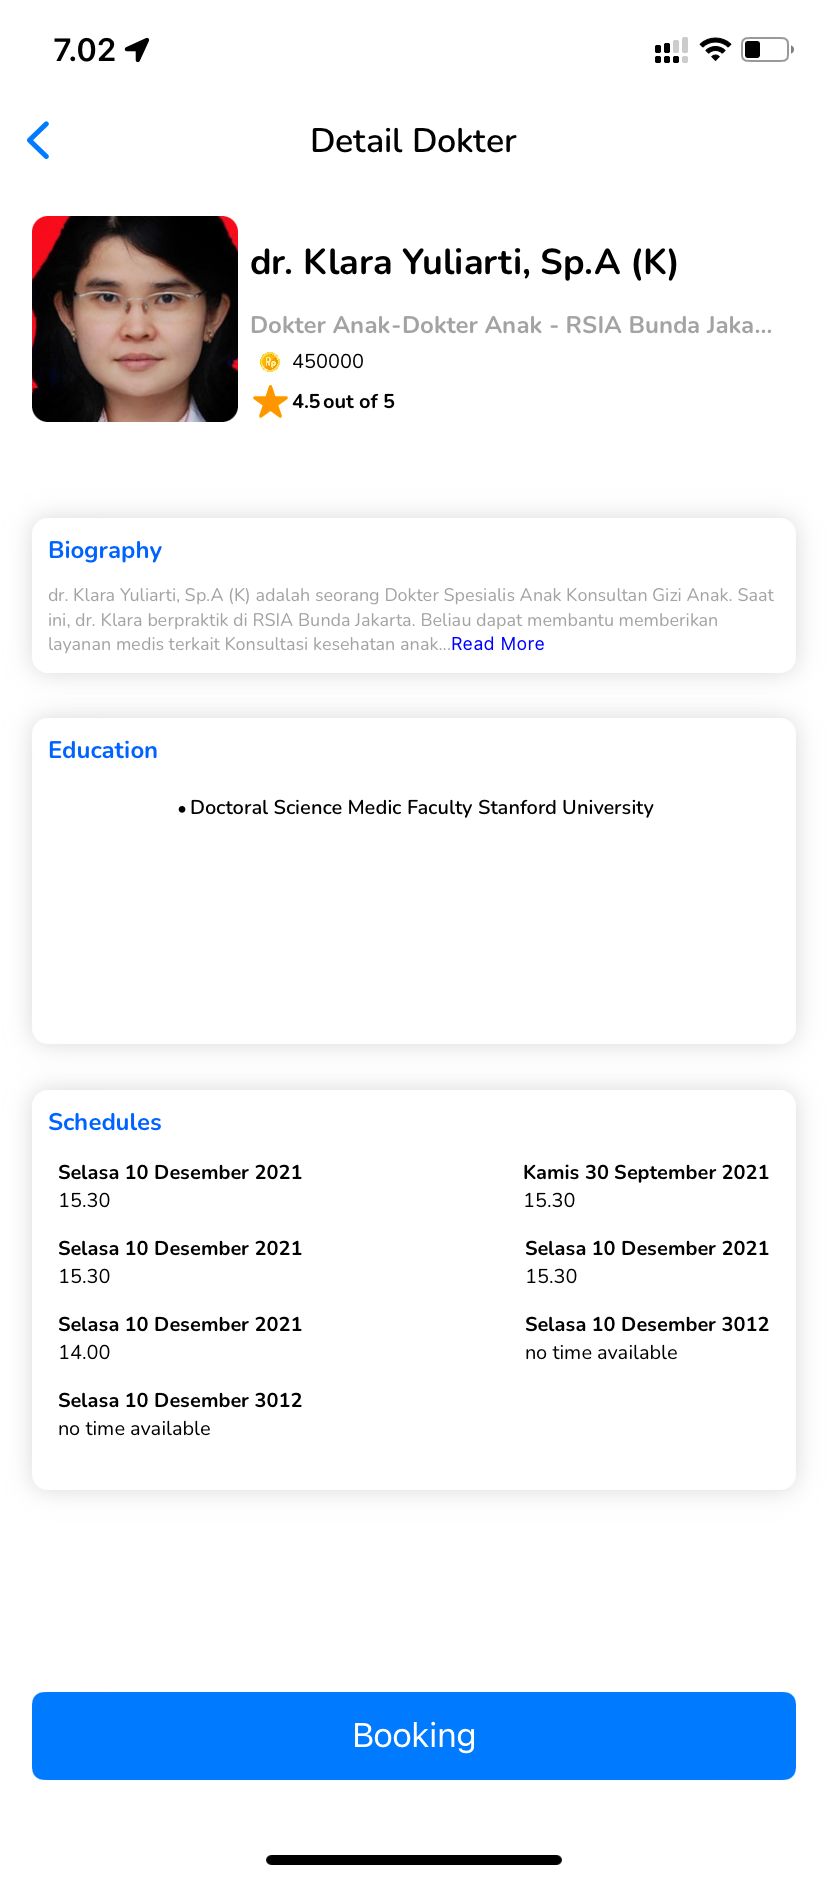 7.02
Detail Dokter
dr. Klara Yuliarti, Sp.A (K)
Dokter Anak-Dokter Anak - RSIA Bunda Jaka...
Rp 450000
4.5 out of 5
Biography
dr. Klara Yuliarti, Sp.A (K) adalah seorang Dokter Spesialis Anak Konsultan Gizi Anak. Saat
ini, dr. Klara berpraktik di RSIA Bunda Jakarta. Beliau dapat membantu memberikan
layanan medis terkait Konsultasi kesehatan anak...Read More
Education
• Doctoral Science Medic Faculty Stanford University
Schedules
Selasa 10 Desember 2021
15.30
Kamis 30 September 2021
15.30
Selasa 10 Desember 2021
15.30
Selasa 10 Desember 2021
15.30
Selasa 10 Desember 2021
14.00
Selasa 10 Desember 3012
no time available
Selasa 10 Desember 3012
no time available
Booking